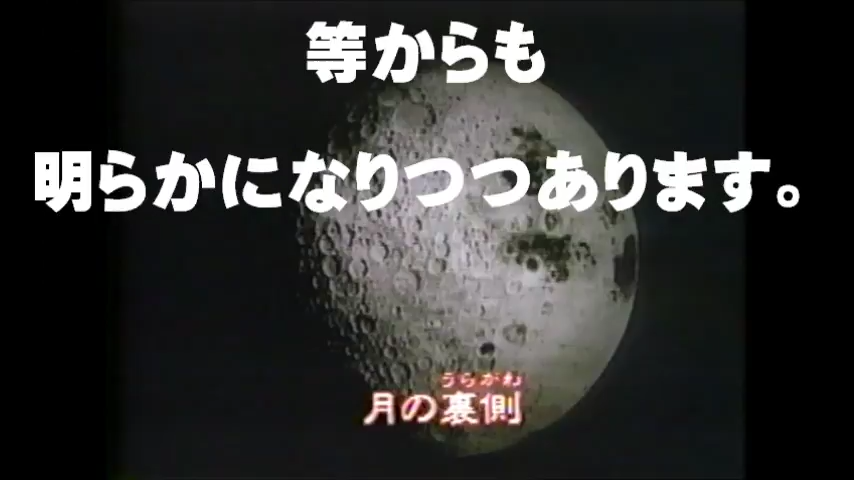 等からも
明らかになりつつあります。
うらがわ
月の裏側